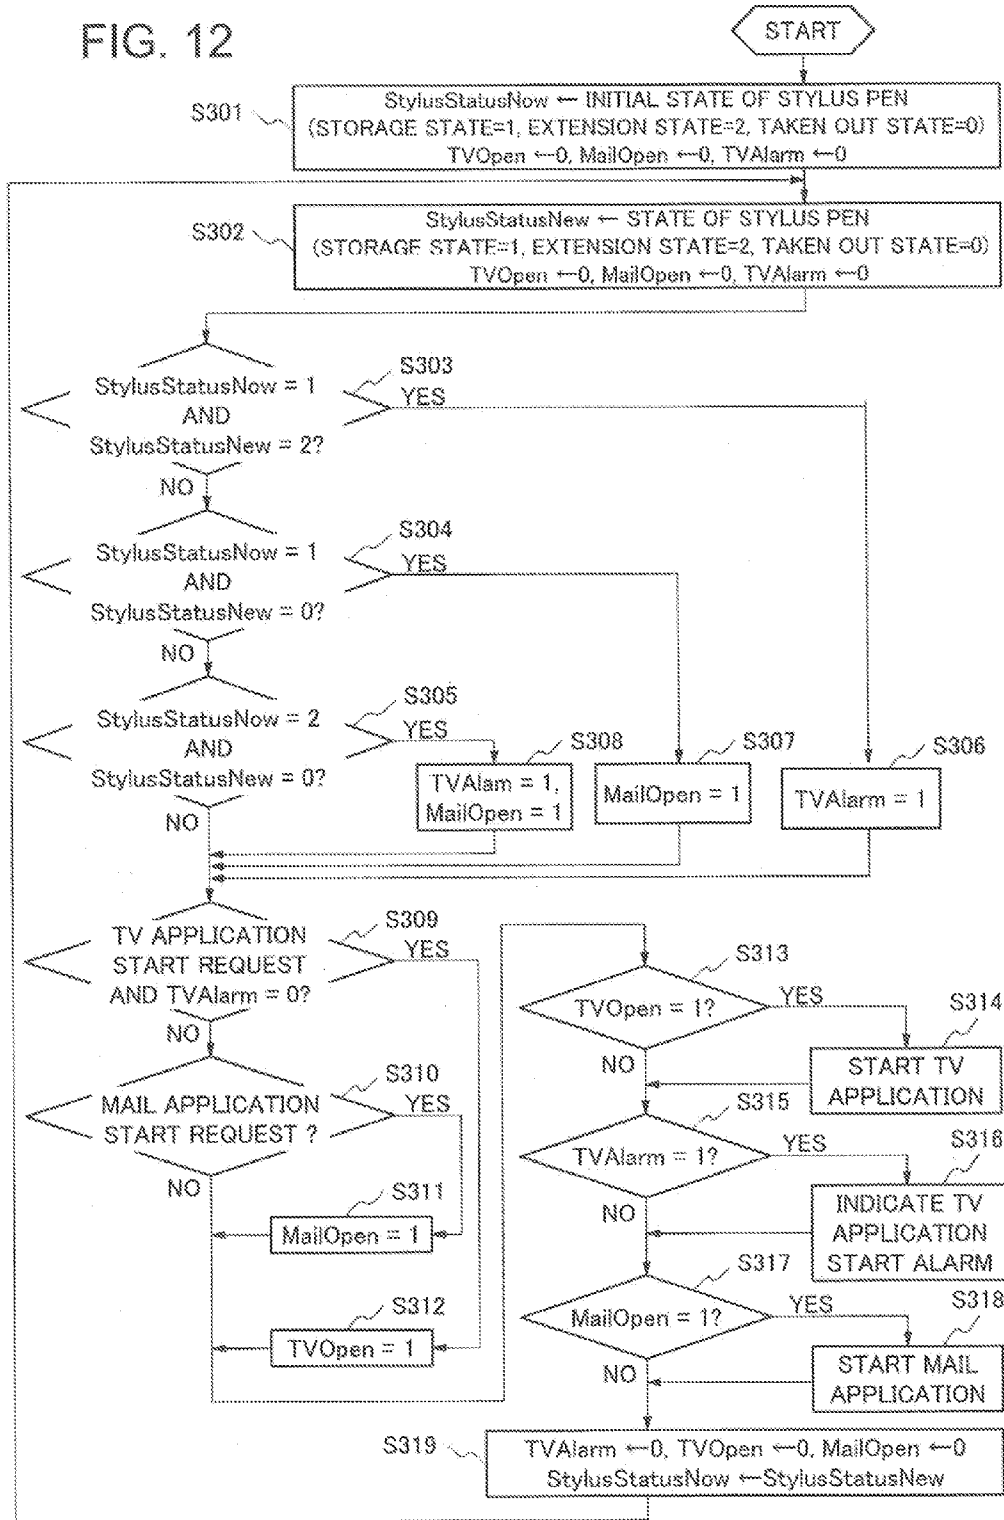 FIG. 12
START
S301
StylusStatusNow ← INITIAL STATE OF STYLUS PEN
(STORAGE STATE=1, EXTENSION STATE=2, TAKEN OUT STATE=0)
TVOpen ←0, MailOpen ←0, TVAlarm ←0
S302
StylusStatusNew ← STATE OF STYLUS PEN
(STORAGE STATE=1, EXTENSION STATE=2, TAKEN OUT STATE=0)
TVOpen ←0, MailOpen ←0, TVAlarm ←0
S303
StylusStatusNow = 1
AND
StylusStatusNew = 2?
YES
NO
S304
StylusStatusNow = 1
AND
StylusStatusNew = 0?
YES
NO
S305
StylusStatusNow = 2
AND
StylusStatusNew = 0?
YES
NO
S308
TVAlam = 1,
MailOpen = 1
S307
MailOpen = 1
S306
TVAlarm = 1
S309
TV APPLICATION
START REQUEST
AND TVAlarm = 0?
YES
NO
S310
MAIL APPLICATION
START REQUEST ?
YES
NO
S311
MailOpen = 1
S312
TVOpen = 1
S313
TVOpen = 1?
YES
NO
S314
START TV
APPLICATION
S315
TVAlarm = 1?
YES
NO
S316
INDICATE TV
APPLICATION
START ALARM
S317
MailOpen = 1?
YES
NO
S318
START MAIL
APPLICATION
S319
TVAlarm ←0, TVOpen ←0, MailOpen ←0
StylusStatusNow ←StylusStatusNew